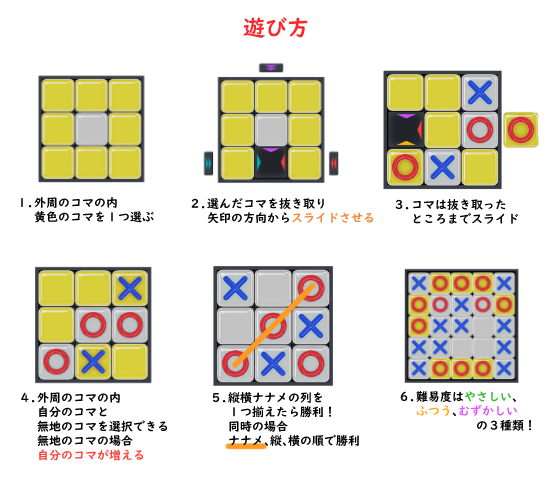 遊び方
1.外周のコマの内
黄色のコマを1つ選ぶ
2.選んだコマを抜き取り
矢印の方向からスライドさせる
3.コマは抜き取った
ところまでスライド
4.外周のコマの内
自分のコマと
無地のコマを選択できる
無地のコマの場合
自分のコマが増える
5.縦横ナナメの列を
1つ揃えたら勝利!
同時の場合
ナナメ、縦、横の順で勝利
6.難易度はやさしい、
ふつう、むずかしい
の3種類!